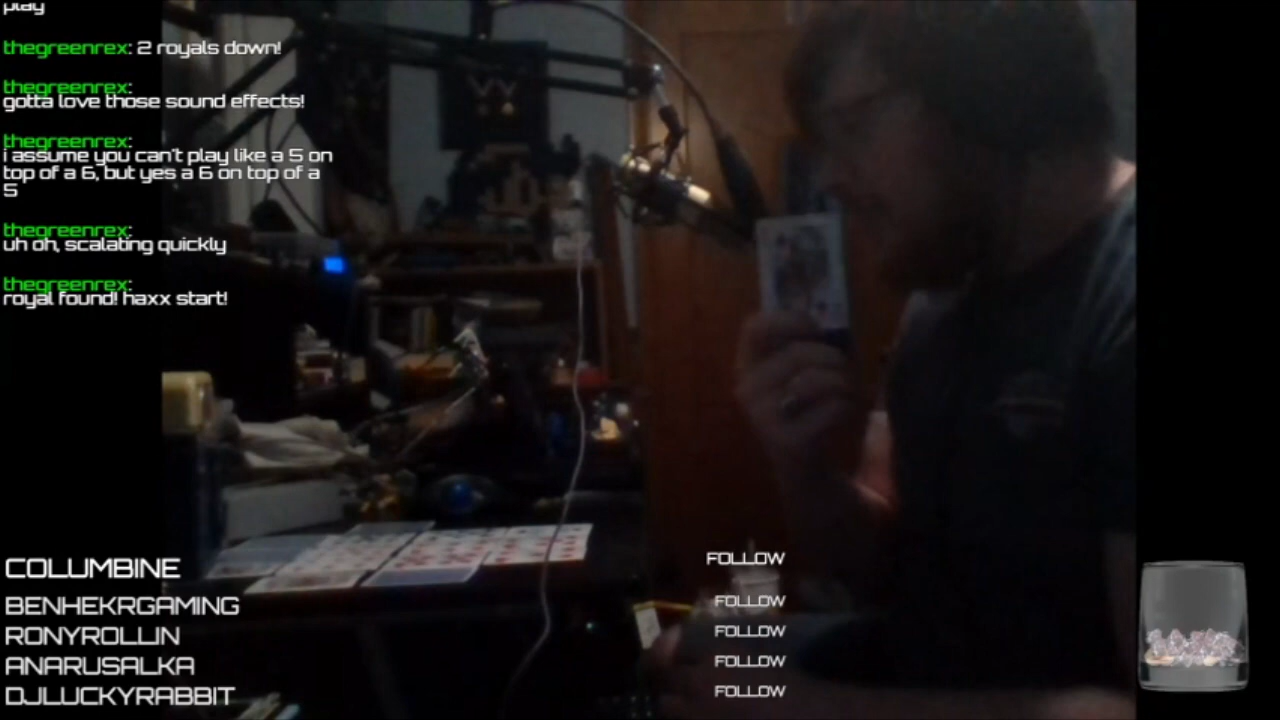 play
thegreenrex: 2 royals down!
thegreenrex:
gotta love those sound effects!
thegreenrex:
i assume you can't play like a 5 on
top of a 6, but yes a 6 on top of a
5
thegreenrex:
uh oh, scalating quickly
thegreenrex:
royal found! haxx start!
COLUMBINE FOLLOW
BENHEKRGAMING FOLLOW
RONYROLLIN FOLLOW
ANARUSALKA FOLLOW
DJLUCKYRABBIT FOLLOW